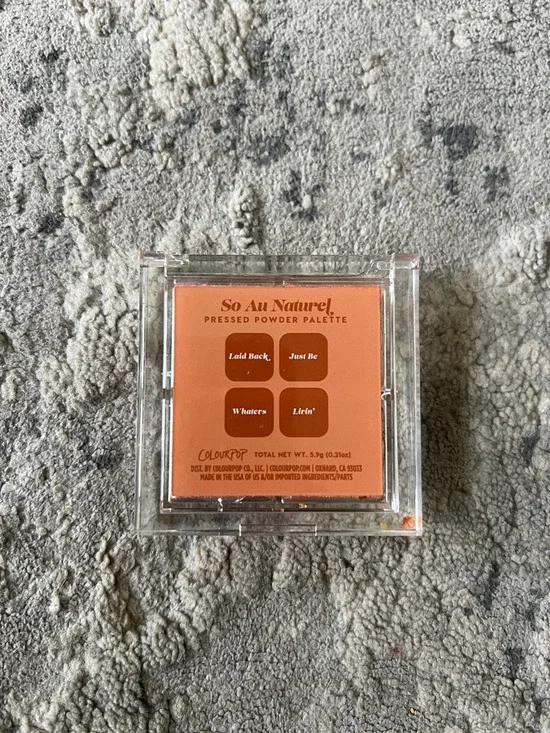 So Au Naturel
PRESSED POWDER PALETTE
Laid Back Just Be
Whaters Livin'
COLOURPOP TOTAL NET WT. 5.9g (0.21oz)
DIST. BY COLOURPOP CO., LLC. | COLOURPOP.COM | OXNARD, CA 93033
MADE IN THE USA OF US &/OR IMPORTED INGREDIENTS/PARTS